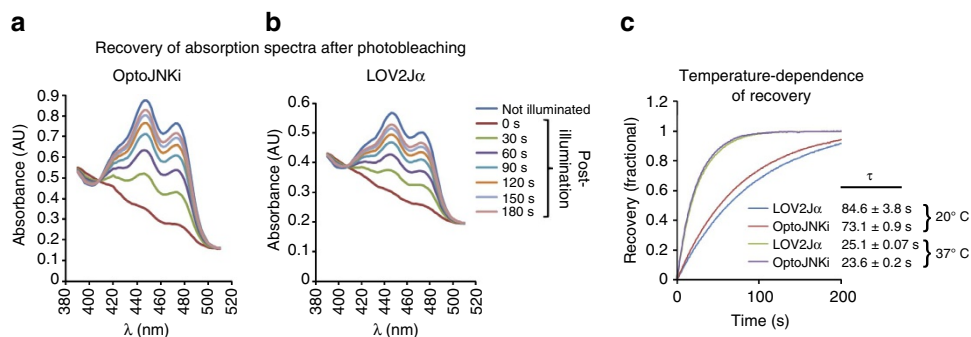 a
b
c
Recovery of absorption spectra after photobleaching
OptoJNKi
LOV2Jα
Absorbance (AU)
0.9
0.8
0.7
0.6
0.5
0.4
0.3
0.2
0.1
0
380
400
420
440
460
480
500
520
λ (nm)
Absorbance (AU)
0.6
0.5
0.4
0.3
0.2
0.1
0
380
400
420
440
460
480
500
520
λ (nm)
Not illuminated
0 s
30 s
60 s
90 s
120 s
150 s
180 s
Post-
illumination
Temperature-dependence
of recovery
Recovery (fractional)
1.2
1
0.8
0.6
0.4
0.2
0
0
100
200
Time (s)
τ
LOV2Jα 84.6 ± 3.8 s
OptoJNKi 73.1 ± 0.9 s
20° C
LOV2Jα 25.1 ± 0.07 s
OptoJNKi 23.6 ± 0.2 s
37° C